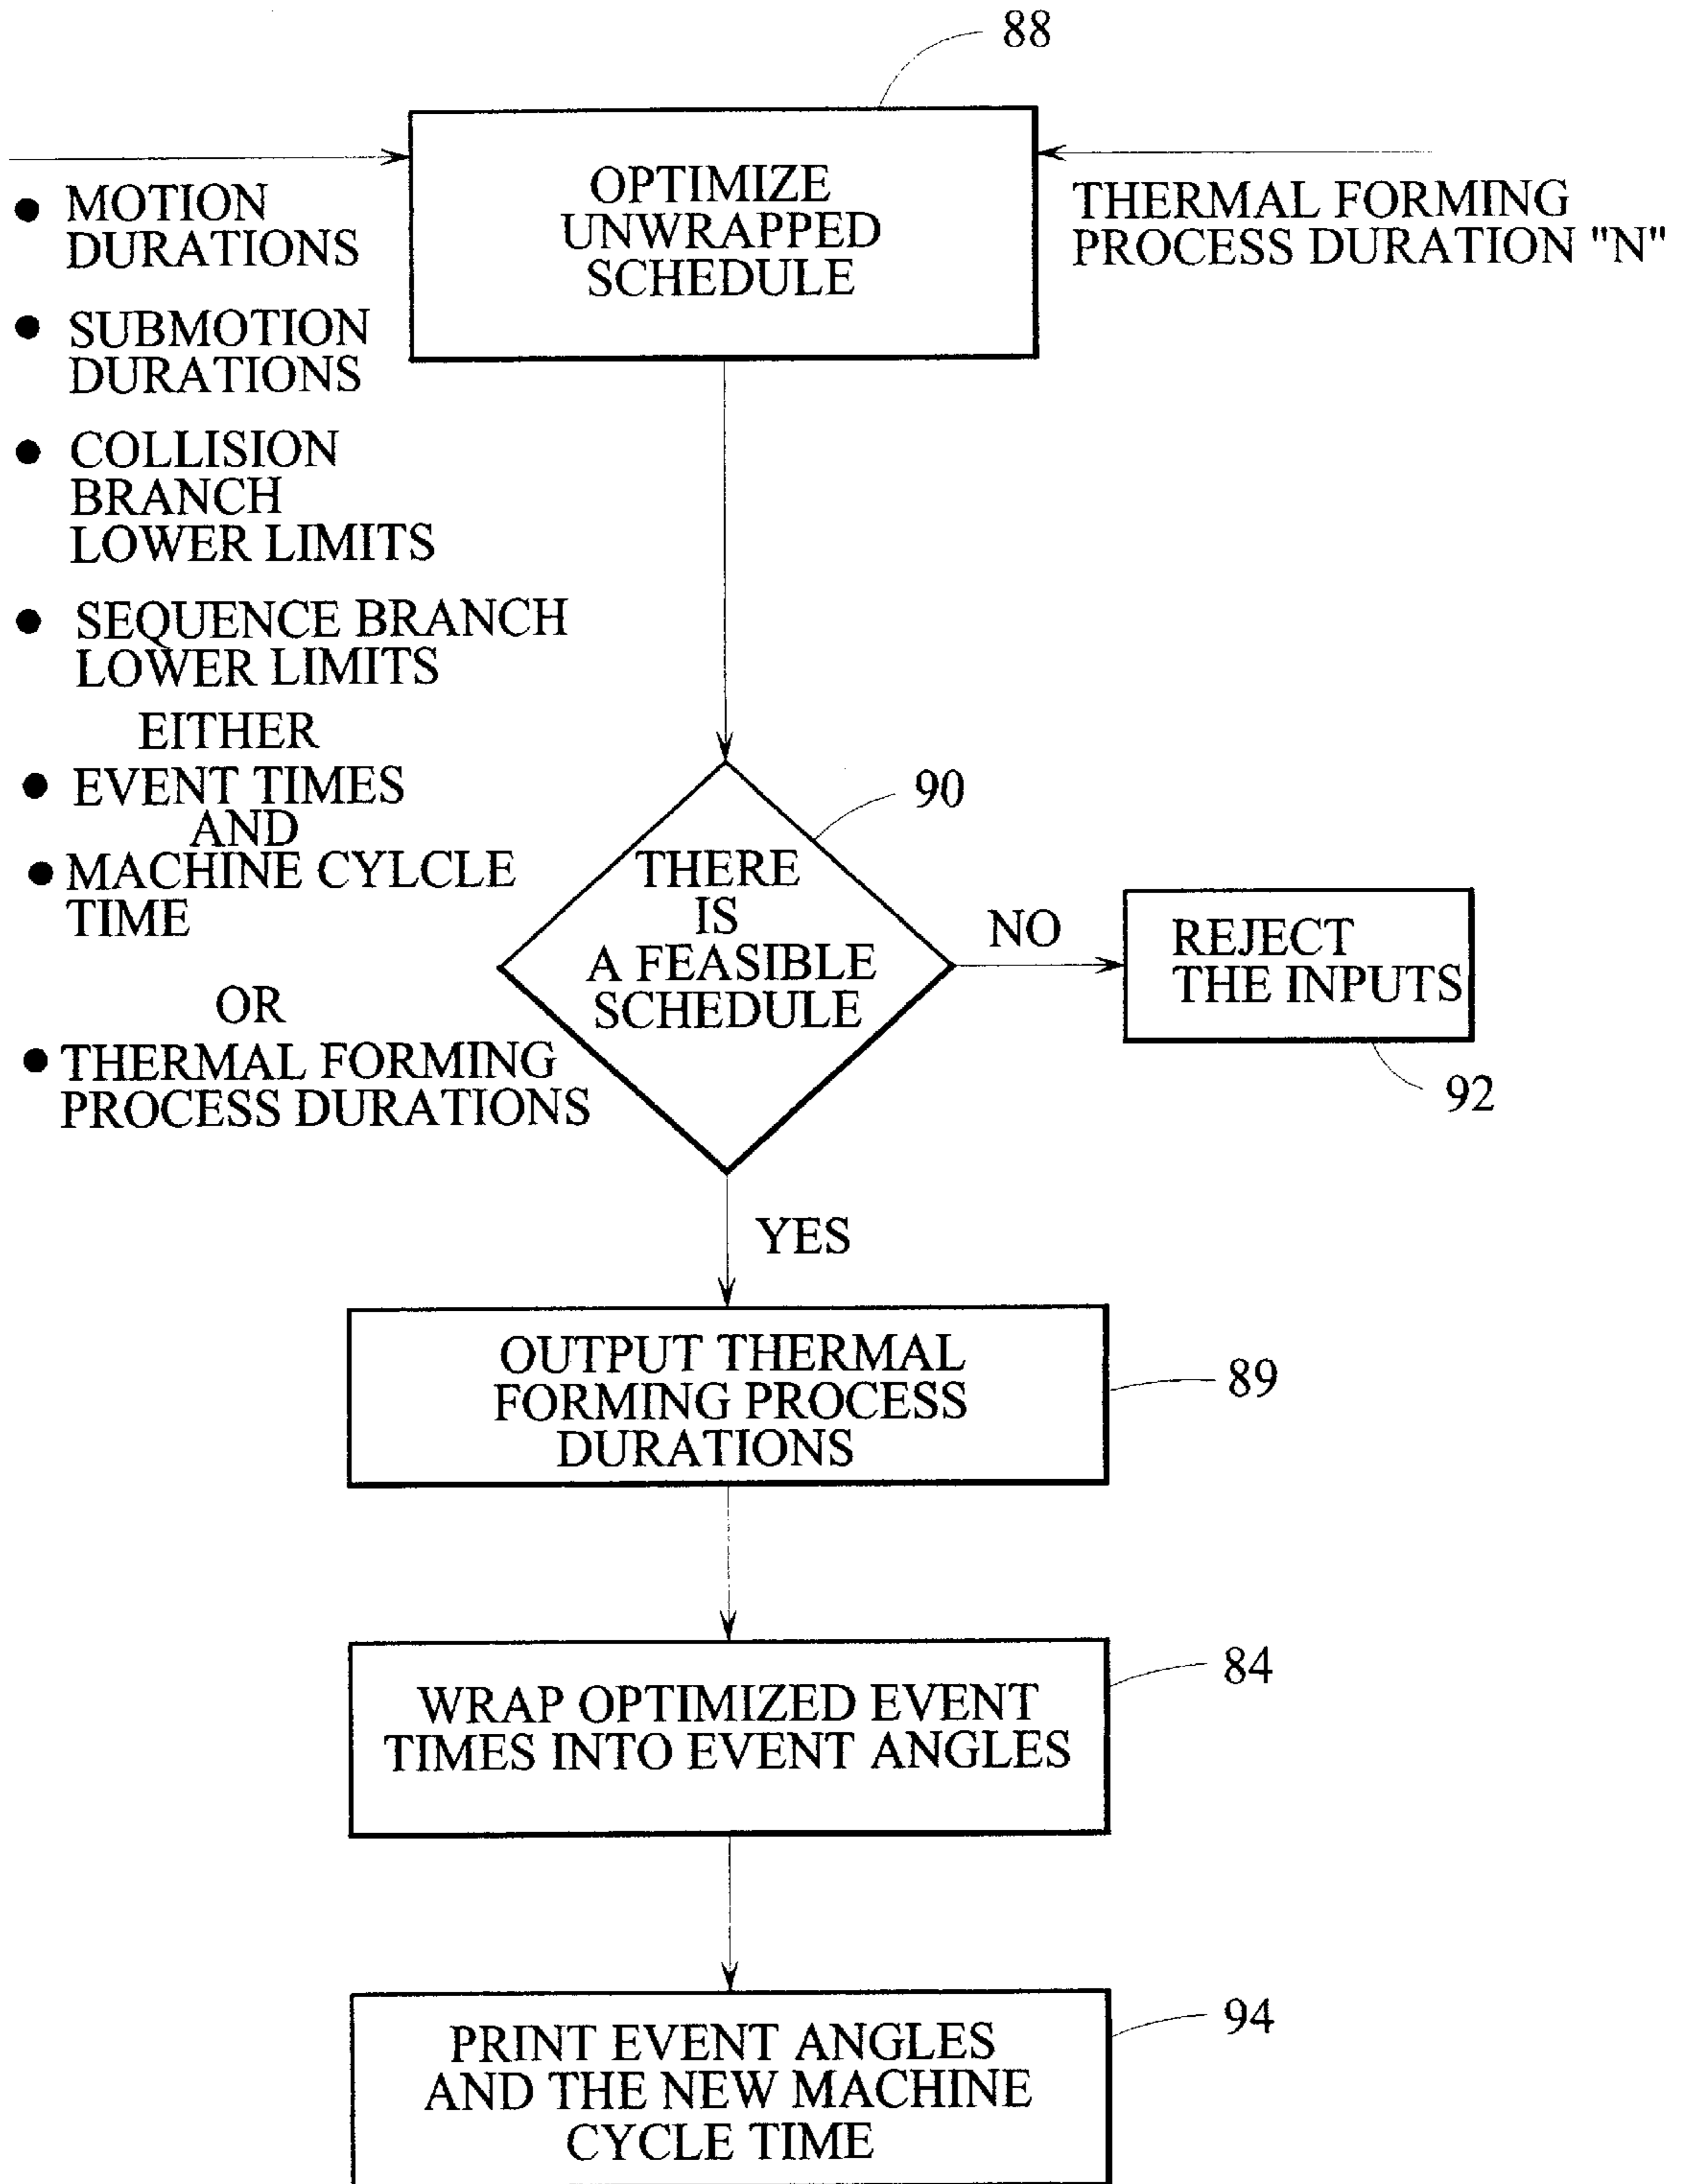 88
OPTIMIZE
UNWRAPPED
SCHEDULE
THERMAL FORMING
PROCESS DURATION "N"
● MOTION
DURATIONS
● SUBMOTION
DURATIONS
● COLLISION
BRANCH
LOWER LIMITS
● SEQUENCE BRANCH
LOWER LIMITS
EITHER
● EVENT TIMES
AND
● MACHINE CYLCLE
TIME
OR
● THERMAL FORMING
PROCESS DURATIONS
90
THERE
IS
A FEASIBLE
SCHEDULE
NO
REJECT
THE INPUTS
92
YES
OUTPUT THERMAL
FORMING PROCESS
DURATIONS
89
WRAP OPTIMIZED EVENT
TIMES INTO EVENT ANGLES
84
PRINT EVENT ANGLES
AND THE NEW MACHINE
CYCLE TIME
94